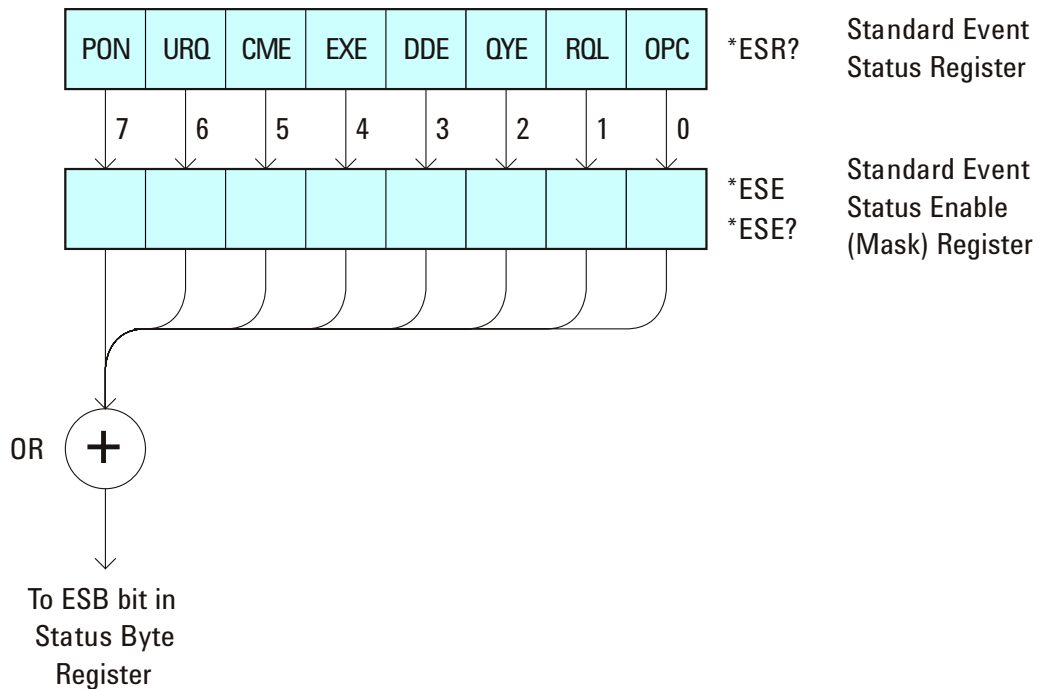 PON URQ CME EXE DDE QYE RQL OPC
*ESR?
Standard Event
Status Register
7 6 5 4 3 2 1 0
*ESE
*ESE?
Standard Event
Status Enable
(Mask) Register
OR +
To ESB bit in
Status Byte
Register